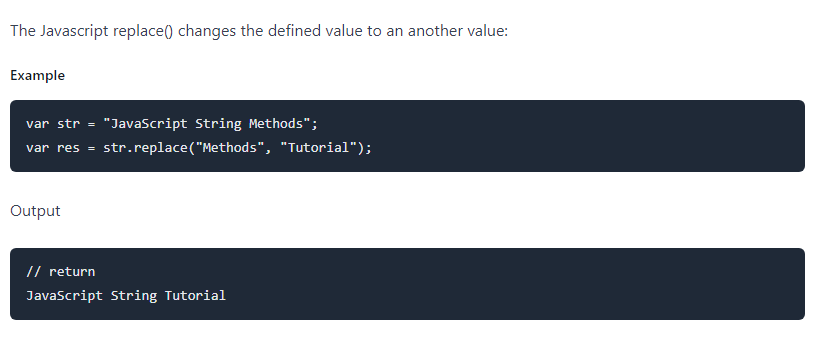 The Javascript replace() changes the defined value to an another value:
Example
var str = "JavaScript String Methods";
var res = str.replace("Methods", "Tutorial");
Output
// return
JavaScript String Tutorial